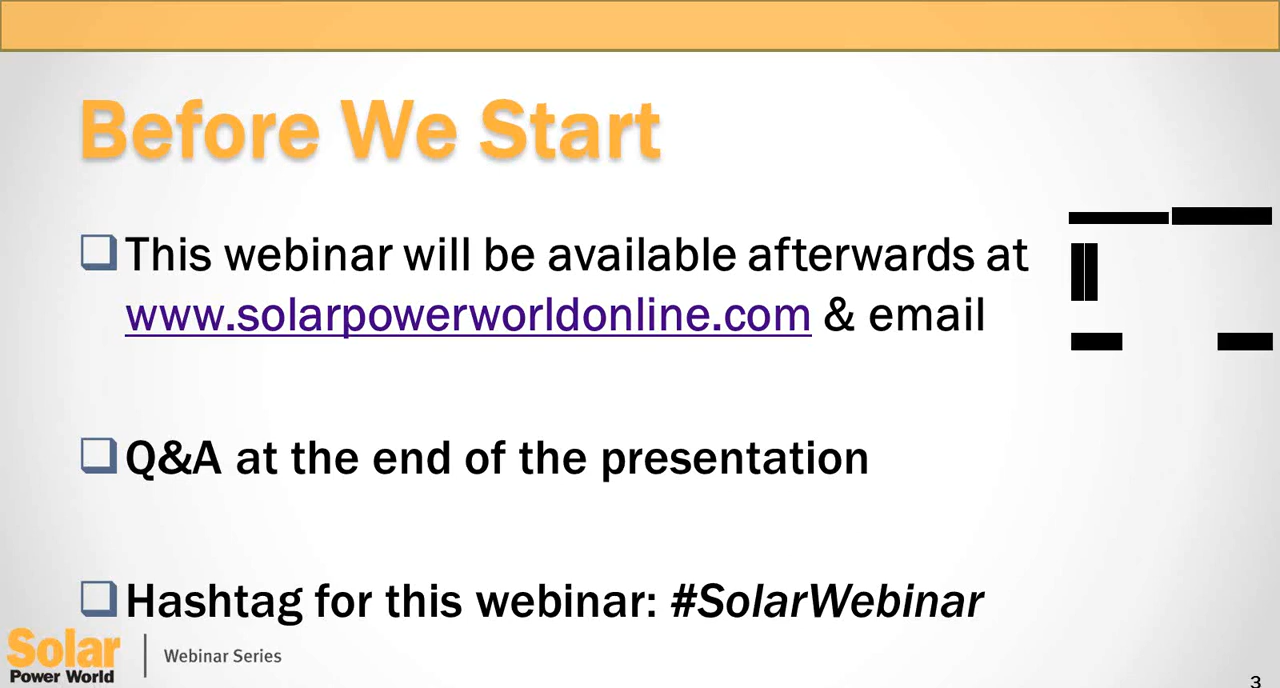 Before We Start
This webinar will be available afterwards at
www.solarpowerworldonline.com & email
Q&A at the end of the presentation
Hashtag for this webinar: #SolarWebinar
Solar
Power World
Webinar Series
3